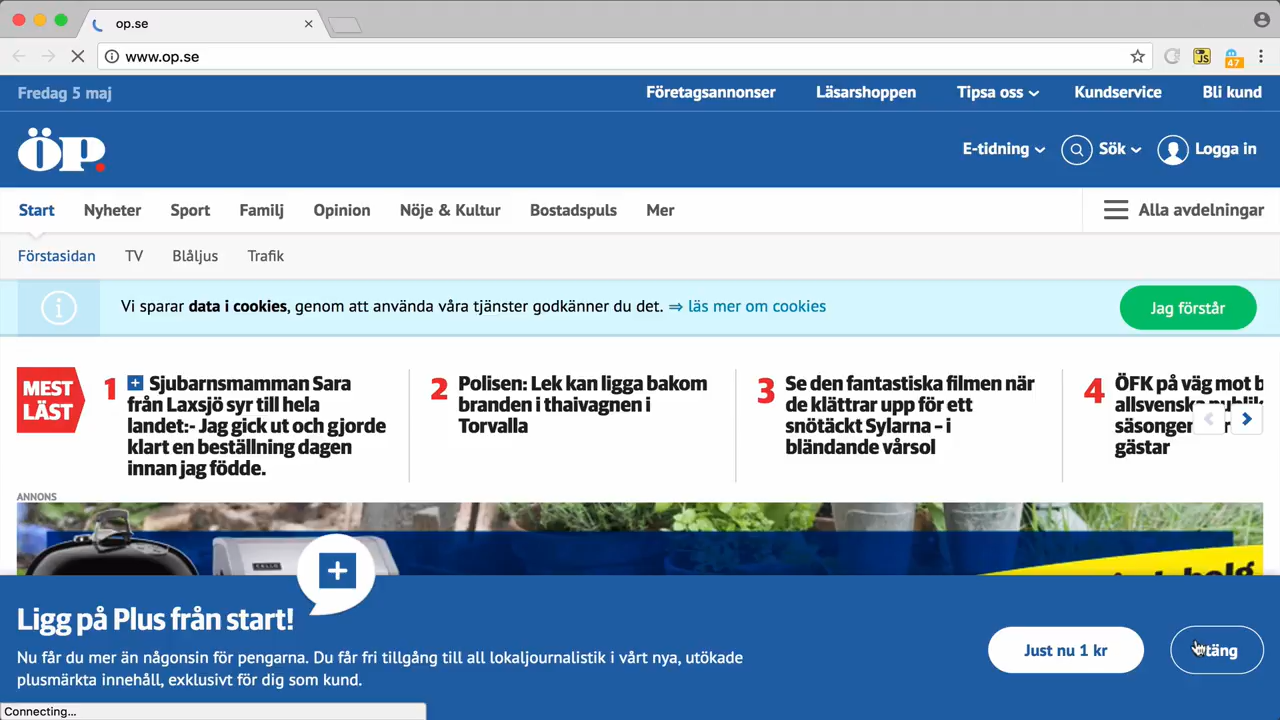 op.se
www.op.se
JS
47
Fredag 5 maj
Företagsannonser Läsarshoppen Tipsa oss Kundservice Bli kund
ÖP.
E-tidning Sök Logga in
Start Nyheter Sport Familj Opinion Nöje & Kultur Bostadspuls Mer Alla avdelningar
Förstasidan TV Blåljus Trafik
Vi sparar data i cookies, genom att använda våra tjänster godkänner du det. ⇒ läs mer om cookies
Jag förstår
MEST
LÄST
1 Sjubarnsmamman Sara
från Laxsjö syr till hela
landet:- Jag gick ut och gjorde
klart en beställning dagen
innan jag födde.
2 Polisen: Lek kan ligga bakom
branden i thaivagnen i
Torvalla
3 Se den fantastiska filmen när
de klättrar upp för ett
snötäckt Sylarna – i
bländande vårsol
4 ÖFK på väg mot
allsvenska
gästar
ANNONS
Ligg på Plus från start!
Nu får du mer än någonsin för pengarna. Du får fri tillgång till all lokaljournalistik i vårt nya, utökade
plusmärkta innehåll, exklusivt för dig som kund.
Just nu 1 kr
Connecting...